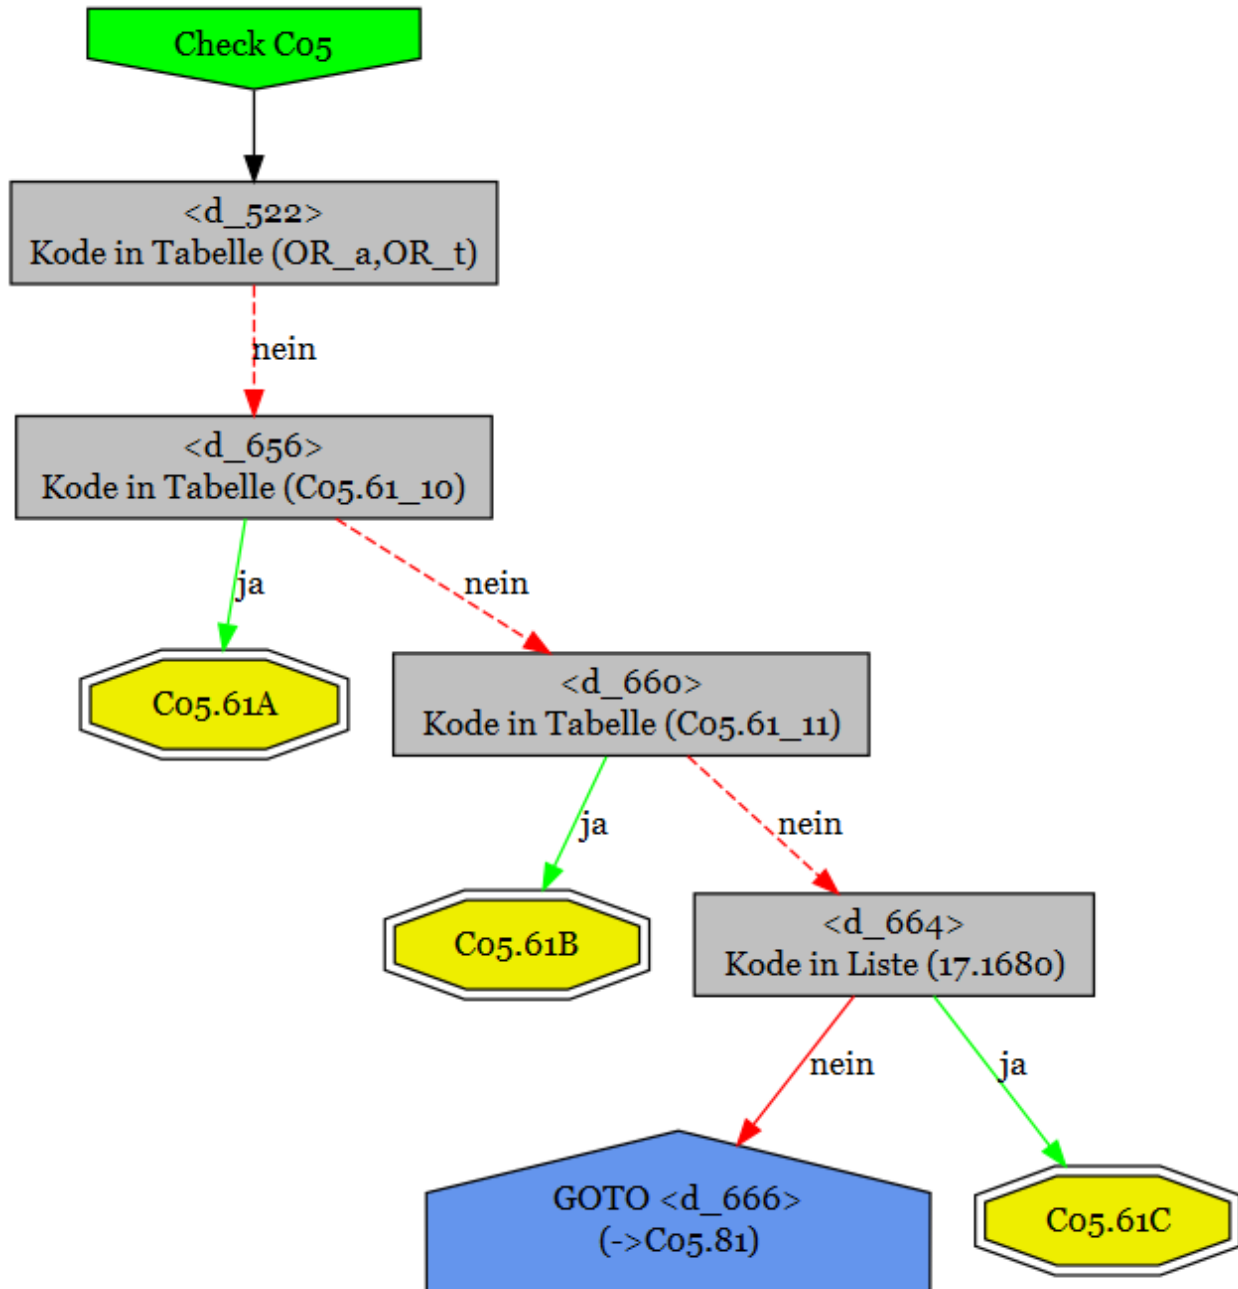 Check C05
<d_522>
Kode in Tabelle (OR_a,OR_t)
nein
<d_656>
Kode in Tabelle (C05.61_10)
ja
nein
C05.61A
<d_660>
Kode in Tabelle (C05.61_11)
ja
nein
C05.61B
<d_664>
Kode in Liste (17.1680)
nein
ja
GOTO <d_666>
(->C05.81)
C05.61C